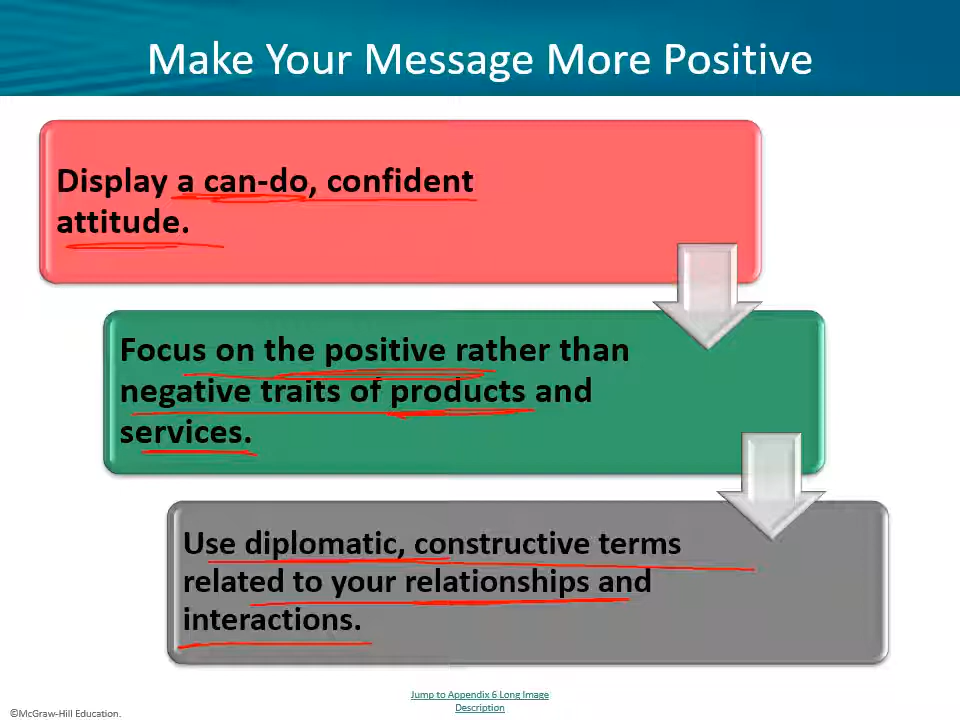 Make Your Message More Positive
Display a can-do, confident
attitude.
Focus on the positive rather than
negative traits of products and
services.
Use diplomatic, constructive terms
related to your relationships and
interactions.
Jump to Appendix 6 Long Image
Description
©McGraw-Hill Education.